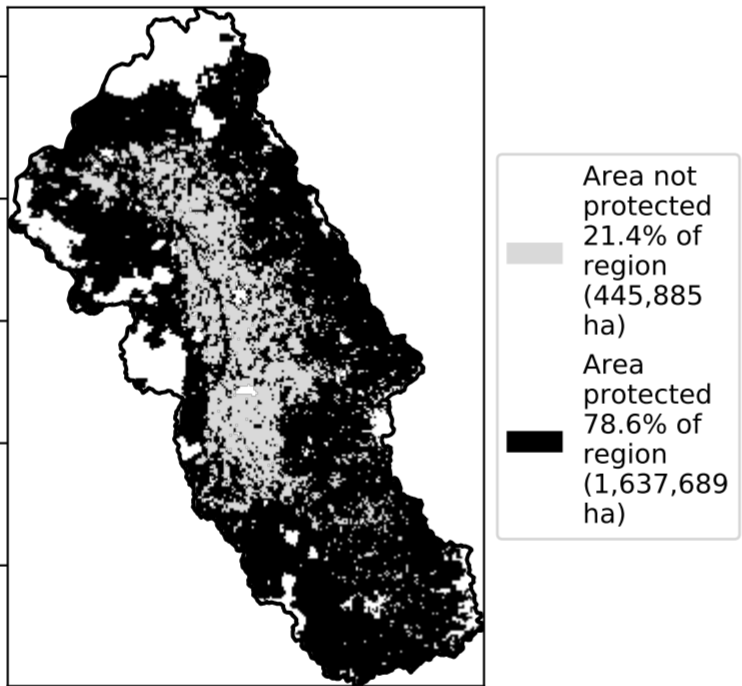 Area not
protected
21.4% of
region
(445,885
ha)
Area
protected
78.6% of
region
(1,637,689
ha)